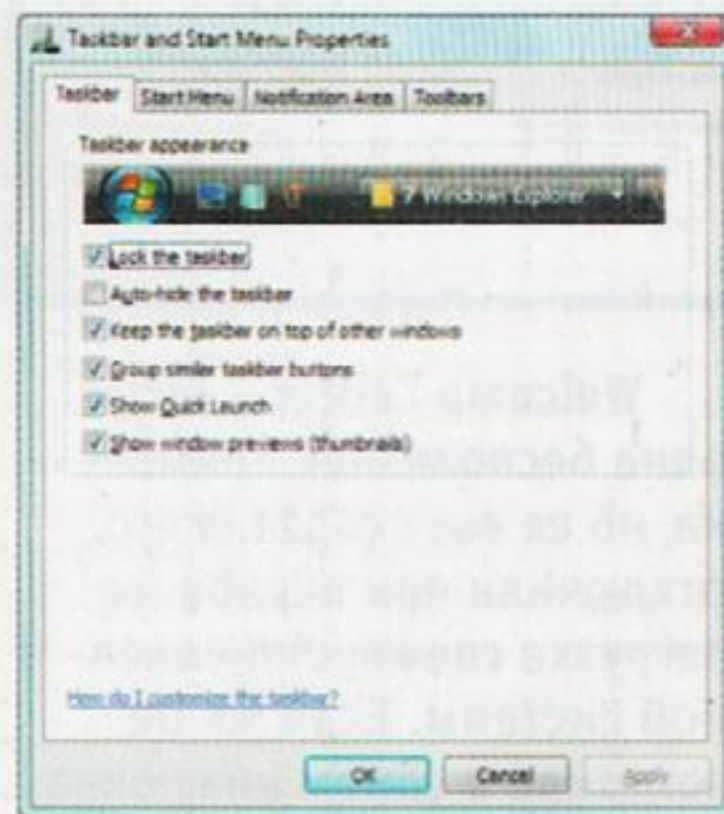 Taskbar and Start Menu Properties
Taskbar Start Menu Notification Area Toolbars
Taskbar appearance
7 Windows Explorer
Lock the taskbar
Auto-hide the taskbar
Keep the taskbar on top of other windows
Group similar taskbar buttons
Show Quick Launch
Show window previews (thumbnails)
How do I customize the taskbar?
OK Cancel Apply